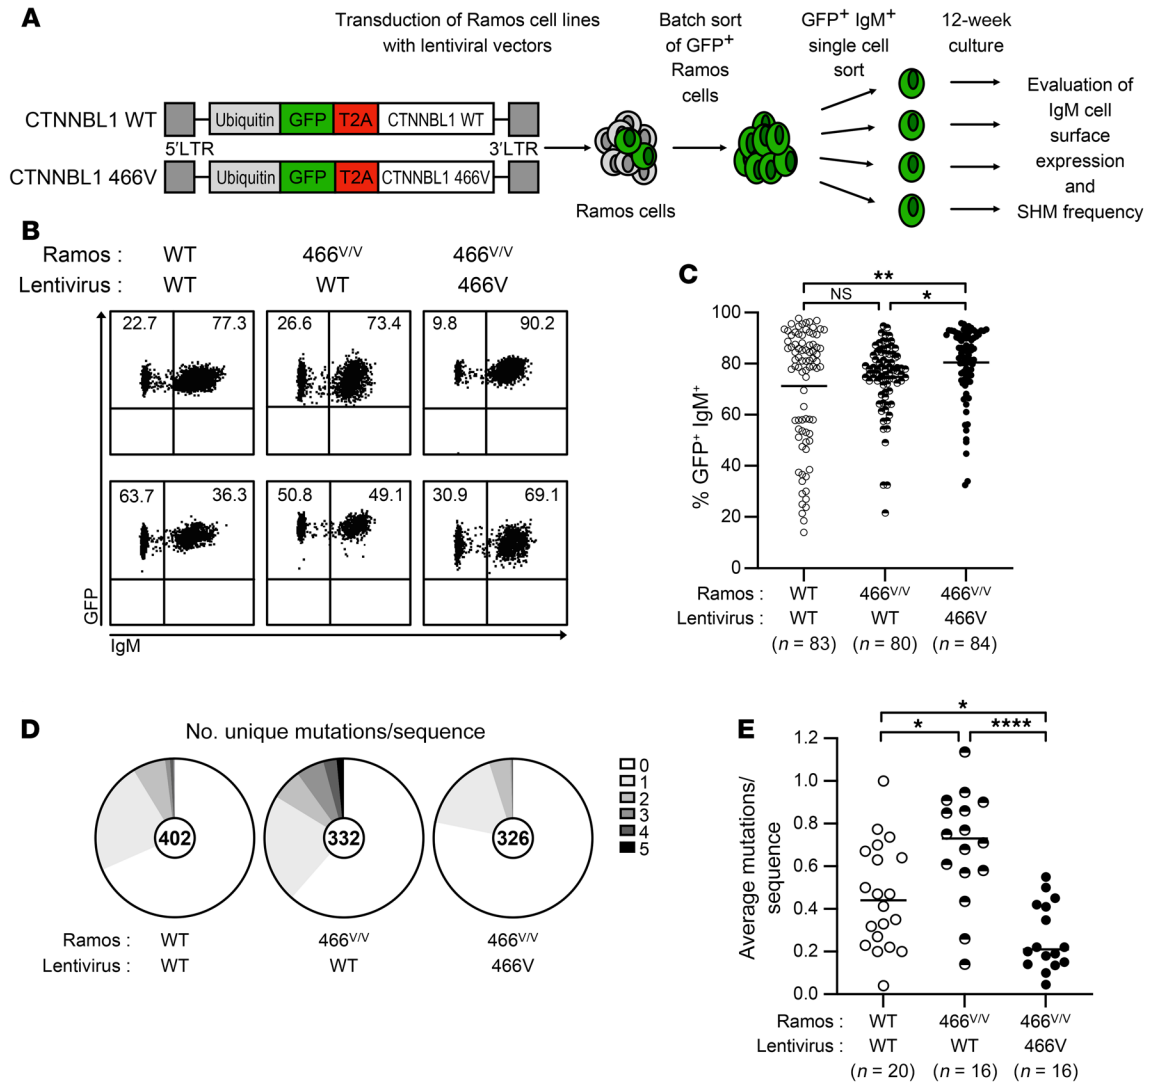 A
Transduction of Ramos cell lines
with lentiviral vectors
Batch sort
of GFP+
Ramos
cells
GFP+ IgM+
single cell
sort
12-week
culture
CTNNBL1 WT
Ubiquitin GFP T2A CTNNBL1 WT
5′LTR 3′LTR
CTNNBL1 466V
Ubiquitin GFP T2A CTNNBL1 466V
Ramos cells
Evaluation of
IgM cell
surface
expression
and
SHM frequency
B
Ramos : WT 466V/V 466V/V
Lentivirus : WT WT 466V
22.7 77.3 26.6 73.4 9.8 90.2
63.7 36.3 50.8 49.1 30.9 69.1
GFP
IgM
C
**
NS *
% GFP+ IgM+
100
80
60
40
20
0
Ramos : WT 466V/V 466V/V
Lentivirus : WT WT 466V
(n = 83) (n = 80) (n = 84)
D
No. unique mutations/sequence
402 332 326
0
1
2
3
4
5
Ramos : WT 466V/V 466V/V
Lentivirus : WT WT 466V
E
*
* ****
Average mutations/
sequence
1.2
1.0
0.8
0.6
0.4
0.2
0.0
Ramos : WT 466V/V 466V/V
Lentivirus : WT WT 466V
(n = 20) (n = 16) (n = 16)